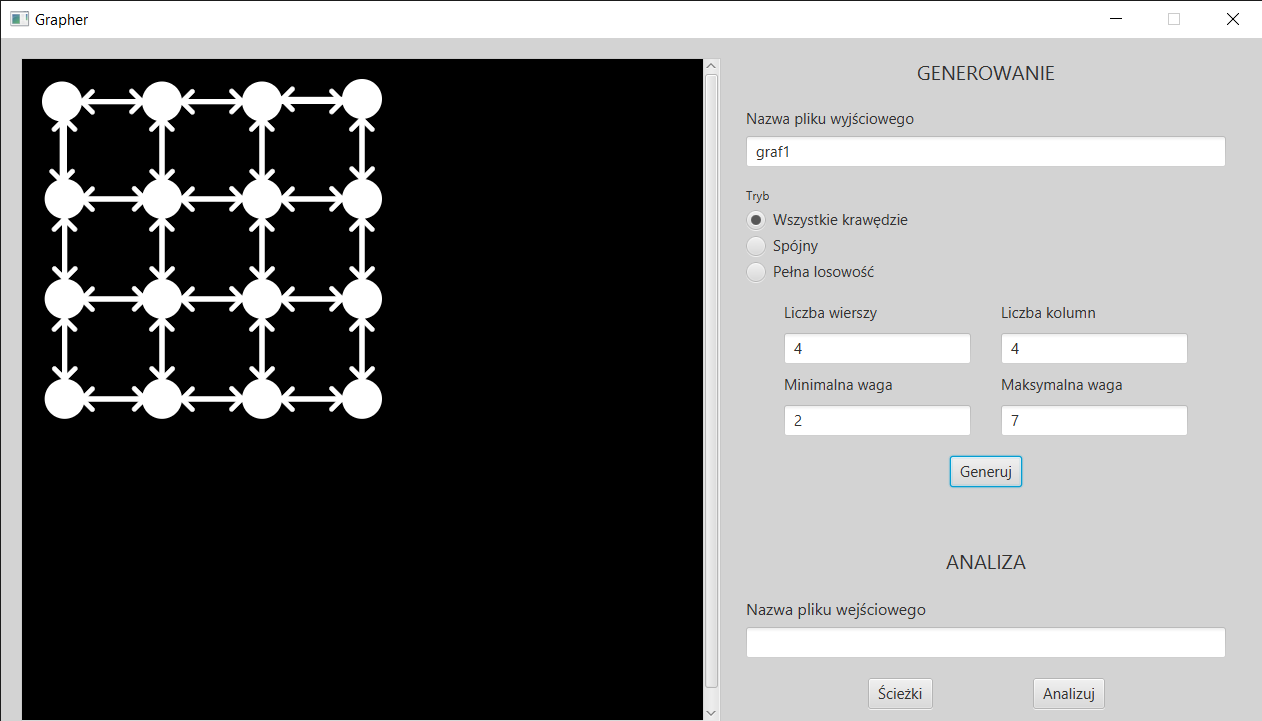 Grapher
GENEROWANIE
Nazwa pliku wyjściowego
graf1
Tryb
Wszystkie krawędzie
Spójny
Pełna losowość
Liczba wierszy
Liczba kolumn
4
4
Minimalna waga
Maksymalna waga
2
7
Generuj
ANALIZA
Nazwa pliku wejściowego
Ścieżki
Analizuj